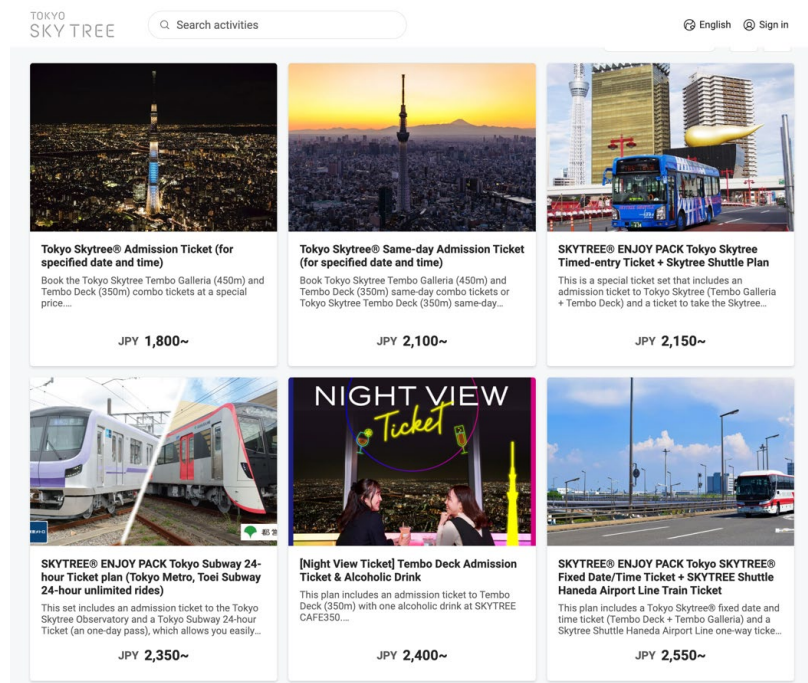 TOKYO
SKYTREE
Search activities
English
Sign in
Tokyo Skytree® Admission Ticket (for
specified date and time)
Book the Tokyo Skytree Tembo Galleria (450m) and
Tembo Deck (350m) combo tickets at a special
price....
JPY 1,800~
Tokyo Skytree® Same-day Admission Ticket
(for specified date and time)
Book Tokyo Skytree Tembo Galleria (450m) and
Tembo Deck (350m) same-day combo tickets or
Tokyo Skytree Tembo Deck (350m) same-day...
JPY 2,100~
SKYTREE® ENJOY PACK Tokyo Skytree
Timed-entry Ticket + Skytree Shuttle Plan
This is a special ticket set that includes an
admission ticket to Tokyo Skytree (Tembo Galleria
+ Tembo Deck) and a ticket to take the Skytree...
JPY 2,150~
都営
SKYTREE® ENJOY PACK Tokyo Subway 24-
hour Ticket plan (Tokyo Metro, Toei Subway
24-hour unlimited rides)
This set includes an admission ticket to the Tokyo
Skytree Observatory and a Tokyo Subway 24-hour
Ticket (an one-day pass), which allows you easily...
JPY 2,350~
NIGHT VIEW
Ticket
[Night View Ticket] Tembo Deck Admission
Ticket & Alcoholic Drink
This plan includes an admission ticket to Tembo
Deck (350m) with one alcoholic drink at SKYTREE
CAFE350....
JPY 2,400~
SKYTREE® ENJOY PACK Tokyo SKYTREE®
Fixed Date/Time Ticket + SKYTREE Shuttle
Haneda Airport Line Train Ticket
This plan includes a Tokyo Skytree® fixed date and
time ticket (Tembo Deck + Tembo Galleria) and a
Skytree Shuttle Haneda Airport Line one-way ticke...
JPY 2,550~